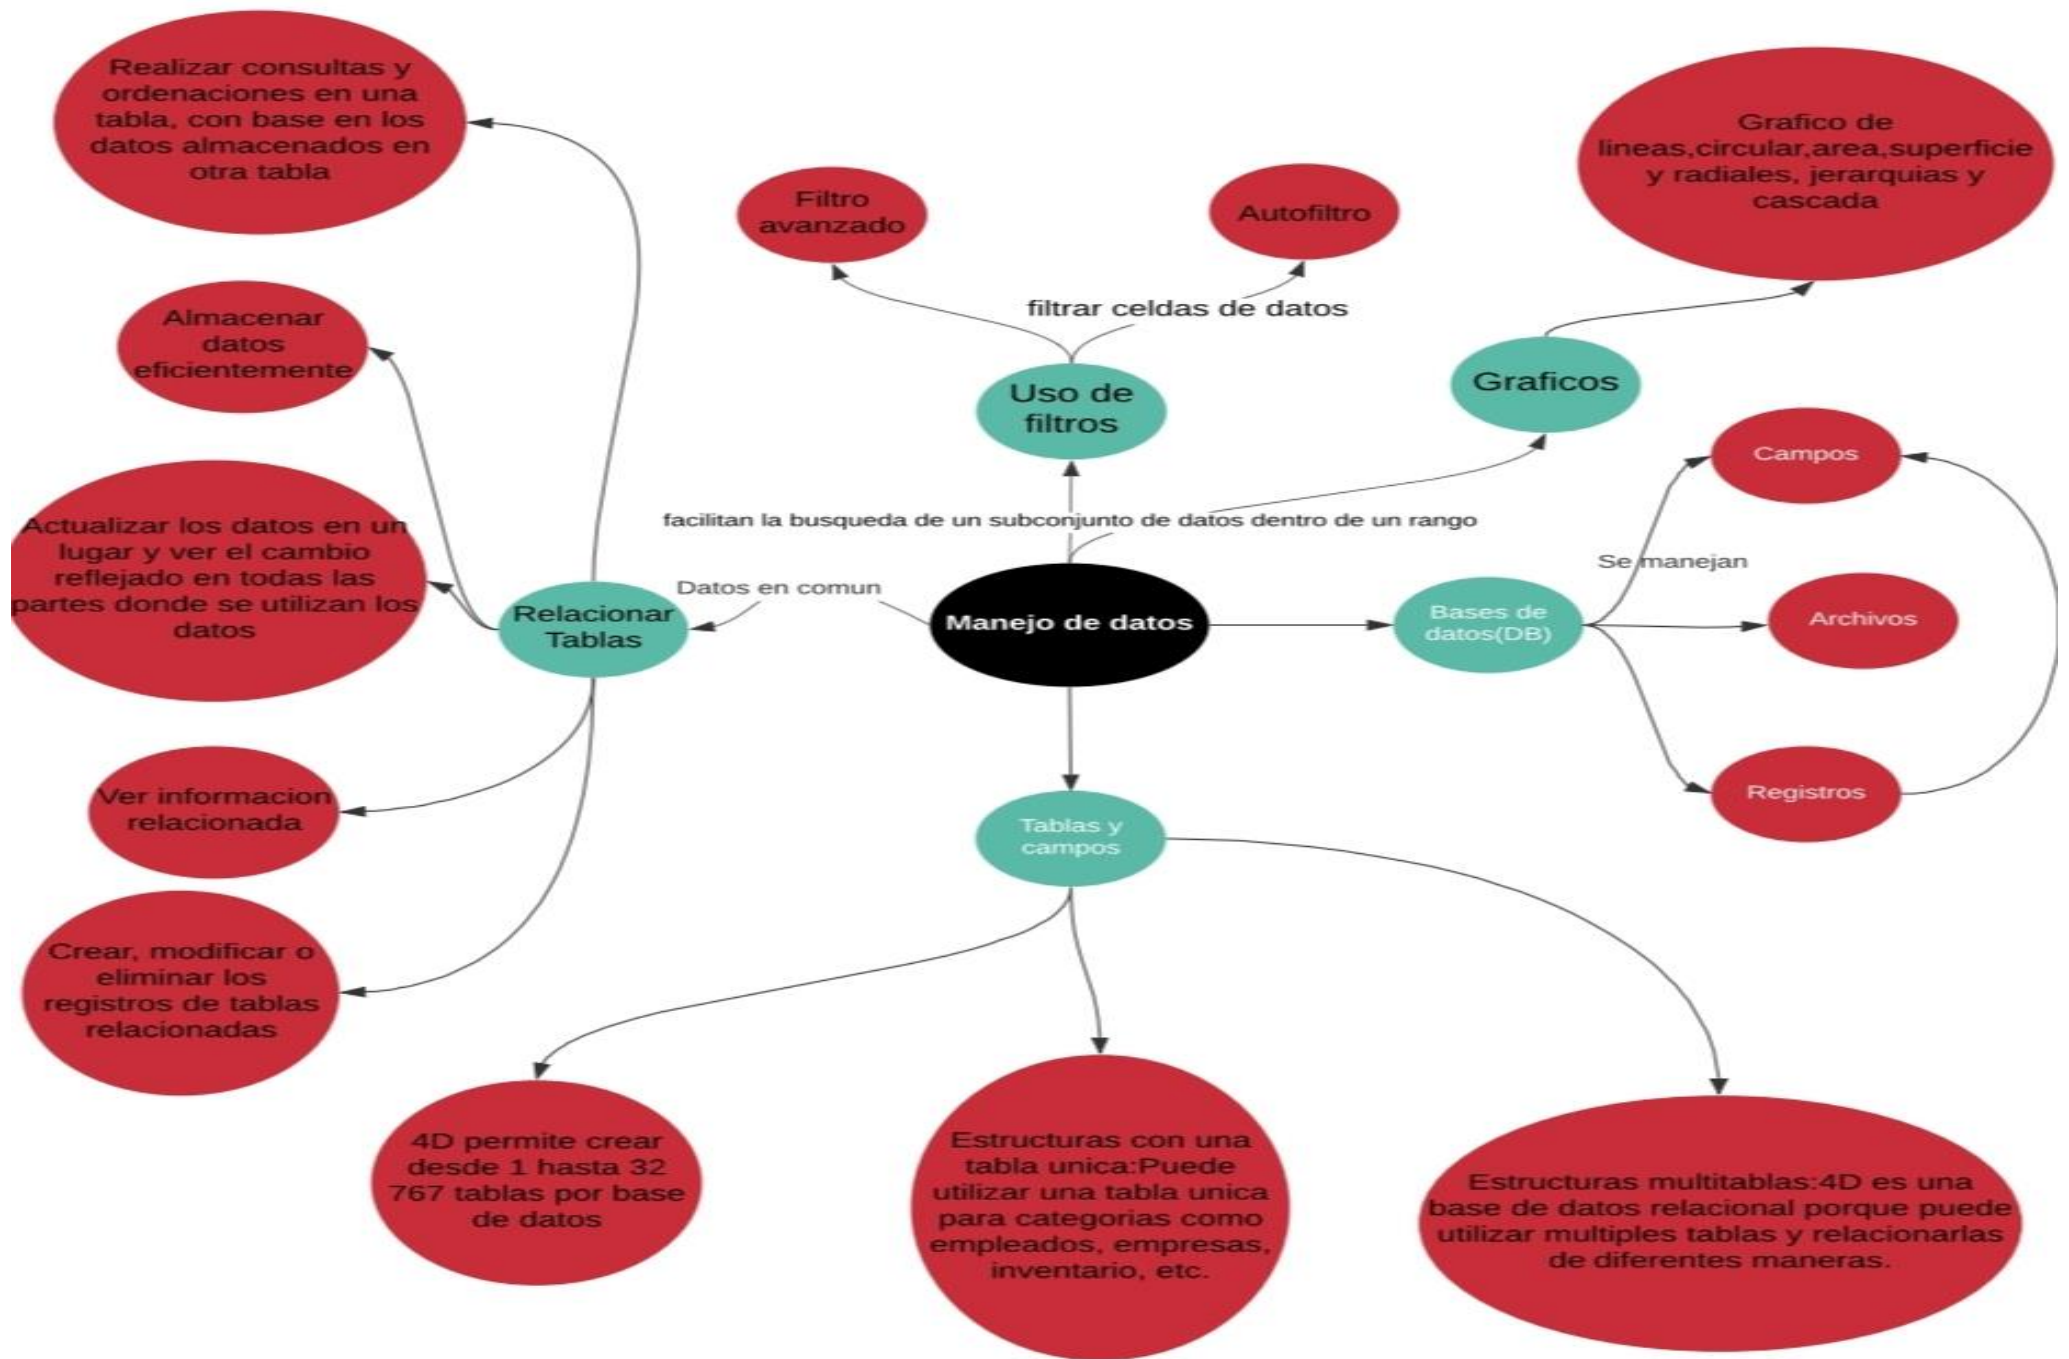 Realizar consultas y
ordenaciones en una
tabla, con base en los
datos almacenados en
otra tabla
Filtro
avanzado
Autofiltro
Grafico de
lineas,circular,area,superficie
y radiales, jerarquias y
cascada
filtrar celdas de datos
Almacenar
datos
eficientemente
Uso de
filtros
Graficos
Campos
facilitan la busqueda de un subconjunto de datos dentro de un rango
Actualizar los datos en un
lugar y ver el cambio
reflejado en todas las
partes donde se utilizan los
datos
Se manejan
Datos en comun
Relacionar
Tablas
Manejo de datos
Bases de
datos(DB)
Archivos
Ver informacion
relacionada
Registros
Tablas y
campos
Crear, modificar o
eliminar los
registros de tablas
relacionadas
4D permite crear
desde 1 hasta 32
767 tablas por base
de datos
Estructuras con una
tabla unica:Puede
utilizar una tabla unica
para categorias como
empleados, empresas,
inventario, etc.
Estructuras multitablas:4D es una
base de datos relacional porque puede
utilizar multiples tablas y relacionarlas
de diferentes maneras.